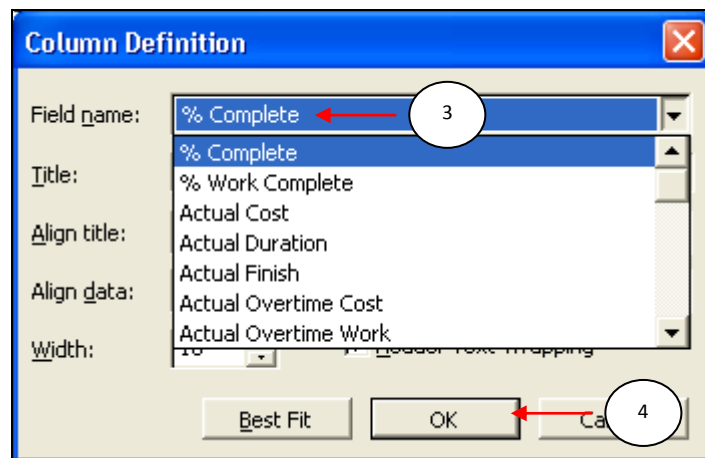 Column Definition
Field name: % Complete 3
% Complete
Title: % Work Complete
Actual Cost
Align title: Actual Duration
Actual Finish
Align data: Actual Overtime Cost
Actual Overtime Work
Width:
Best Fit OK 4